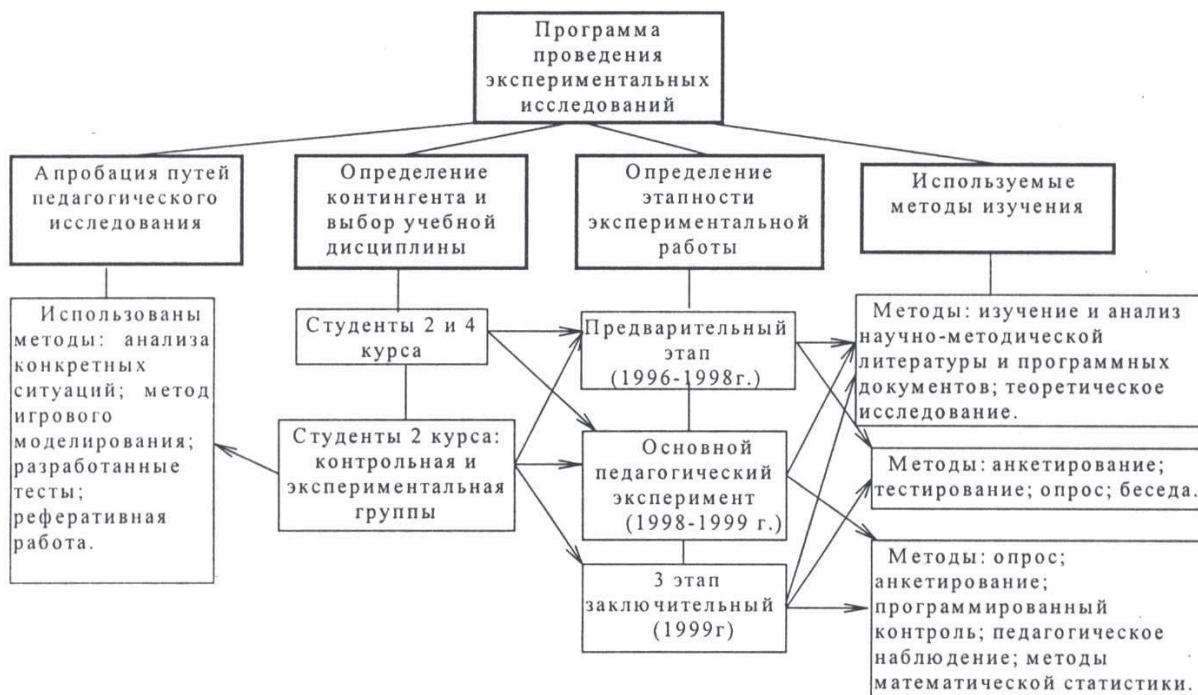 Программа
проведения
экспериментальных
исследований
Апробация путей
педагогического
исследования
Определение
контингента и
выбор учебной
дисциплины
Определение
этапности
экспериментальной
работы
Используемые
методы изучения
Использованы
методы: анализа
конкретных
ситуаций; метод
игрового
моделирования;
разработанные
тесты;
реферативная
работа.
Студенты 2 и 4
курса
Студенты 2 курса:
контрольная и
экспериментальная
группы
Предварительный
этап
(1996-1998г.)
Основной
педагогический
эксперимент
(1998-1999 г.)
3 этап
заключительный
(1999г)
Методы: изучение и анализ
научно-методической
литературы и программных
документов; теоретическое
исследование.
Методы: анкетирование;
тестирование; опрос; беседа.
Методы: опрос;
анкетирование;
программированный
контроль; педагогическое
наблюдение; методы
математической статистики.